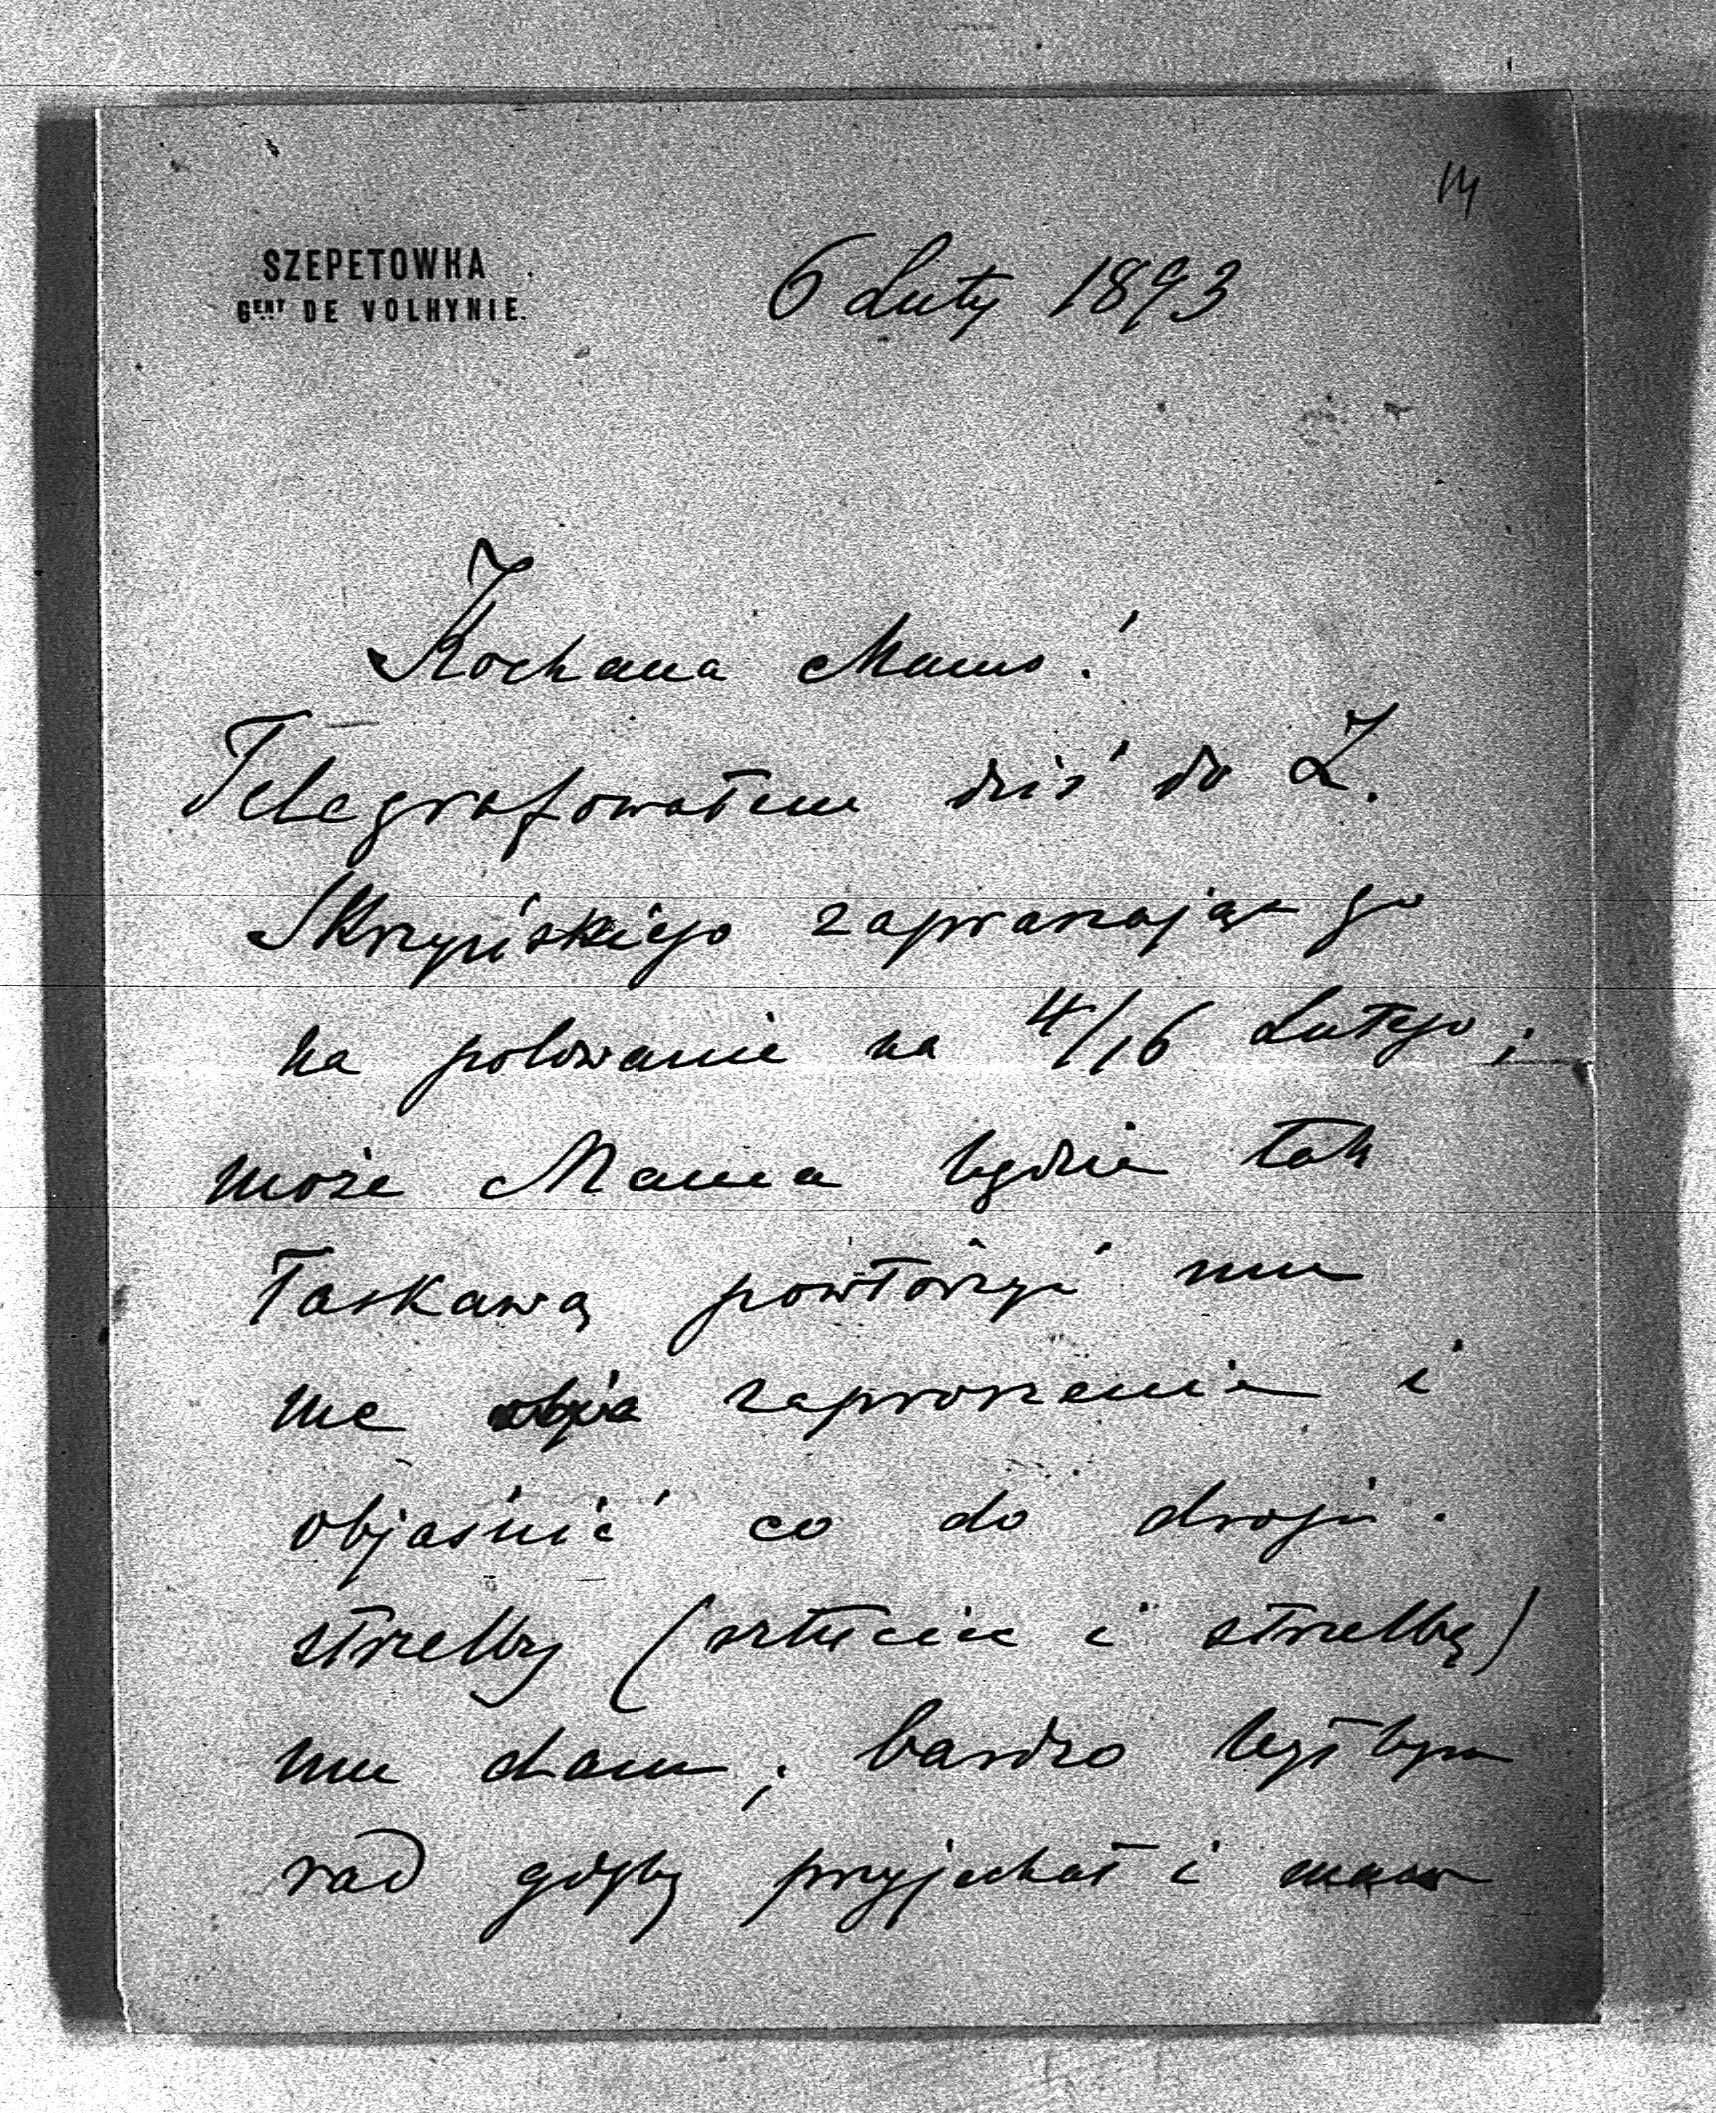 14
SZEPETOWKA
Gent DE VOLHYNIE.
6 Luty 1893
Kochana Mamo!
Telegrafowałem dziś do Z.
Skrzyńskiego zapraszając go
na polowanie na 4/16 Lutego;
może Mama będzie tak
łaskawą powtórzyć mu
me zaproszenie i
objaśnić co do drogi.
strzelby (sztuciec i strzelbę)
mu dam; bardzo byłbym
rad gdyby przyjechał i mam